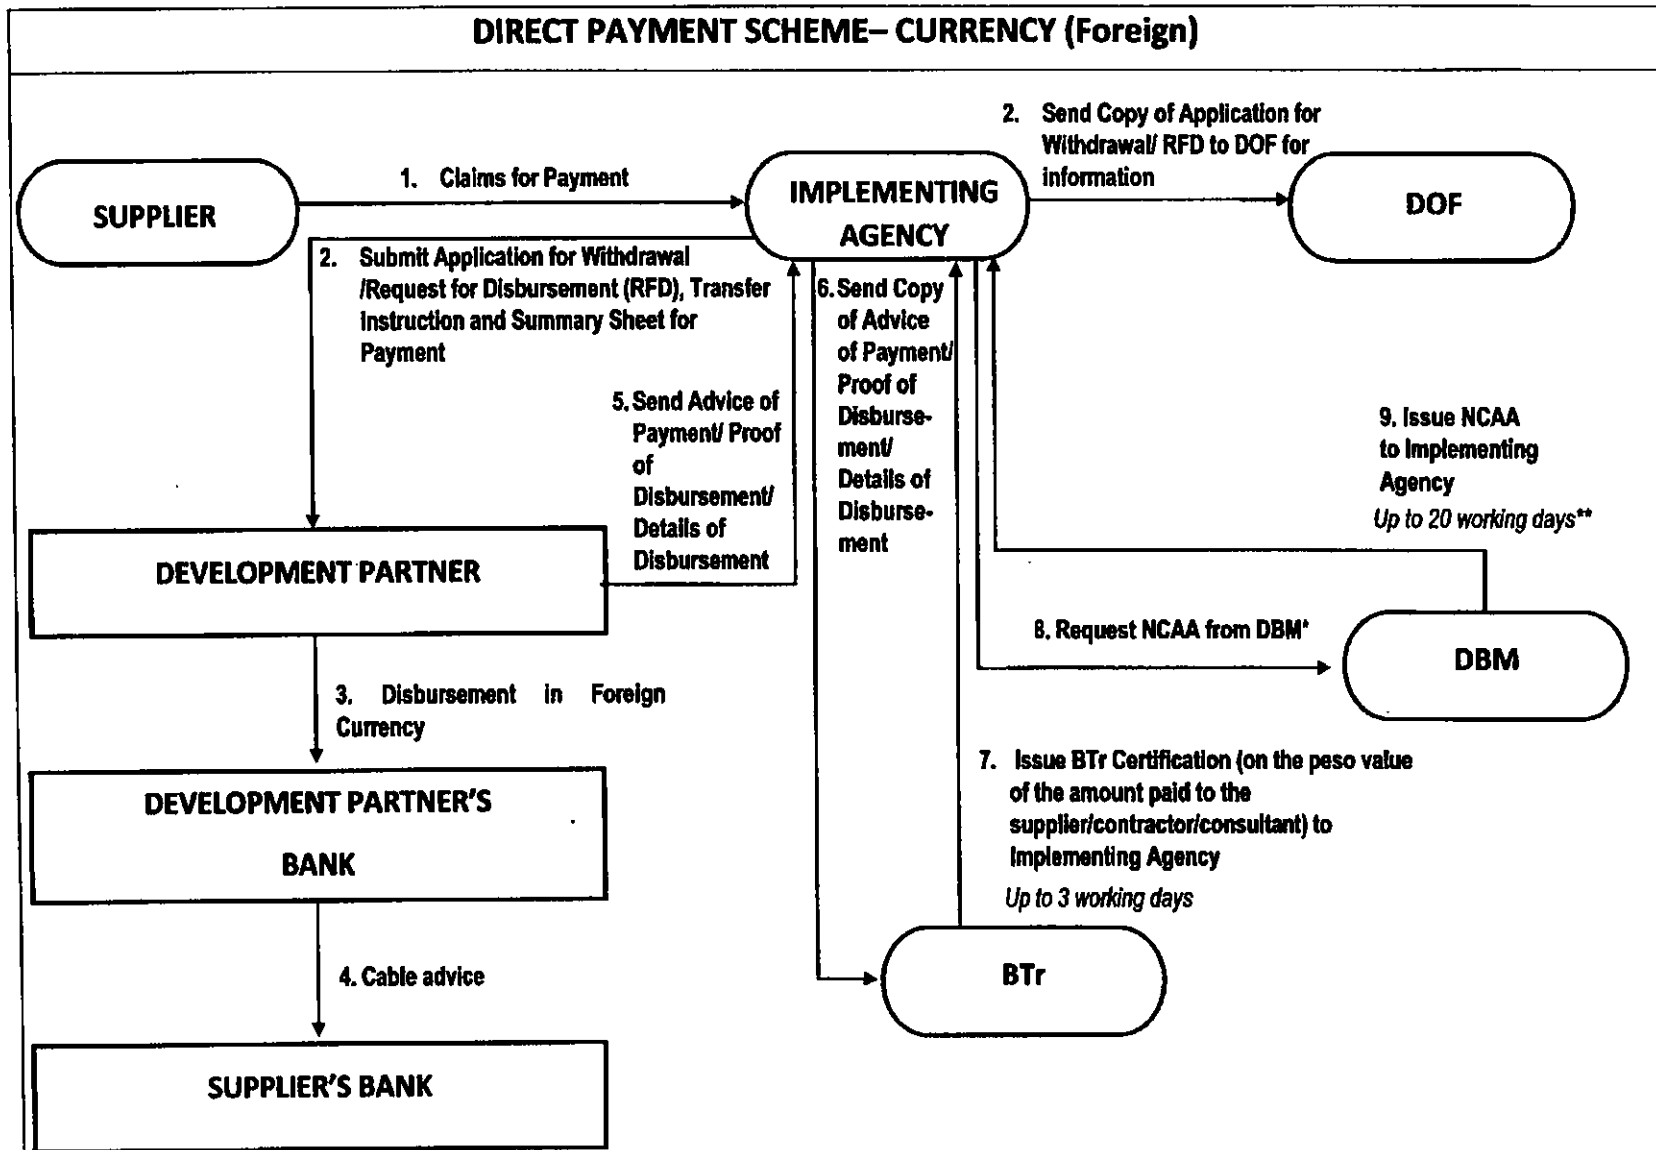 DIRECT PAYMENT SCHEME– CURRENCY (Foreign)
SUPPLIER
1. Claims for Payment
IMPLEMENTING
AGENCY
2. Send Copy of Application for
Withdrawal/ RFD to DOF for
information
DOF
2. Submit Application for Withdrawal
/Request for Disbursement (RFD), Transfer
Instruction and Summary Sheet for
Payment
5. Send Advice of
Payment/ Proof
of
Disbursement/
Details of
Disbursement
6. Send Copy
of Advice
of Payment/
Proof of
Disburse-
ment/
Details of
Disburse-
ment
9. Issue NCAA
to Implementing
Agency
Up to 20 working days**
DEVELOPMENT PARTNER
8. Request NCAA from DBM*
DBM
3. Disbursement in Foreign
Currency
DEVELOPMENT PARTNER'S
BANK
7. Issue BTr Certification (on the peso value
of the amount paid to the
supplier/contractor/consultant) to
Implementing Agency
Up to 3 working days
BTr
4. Cable advice
SUPPLIER'S BANK